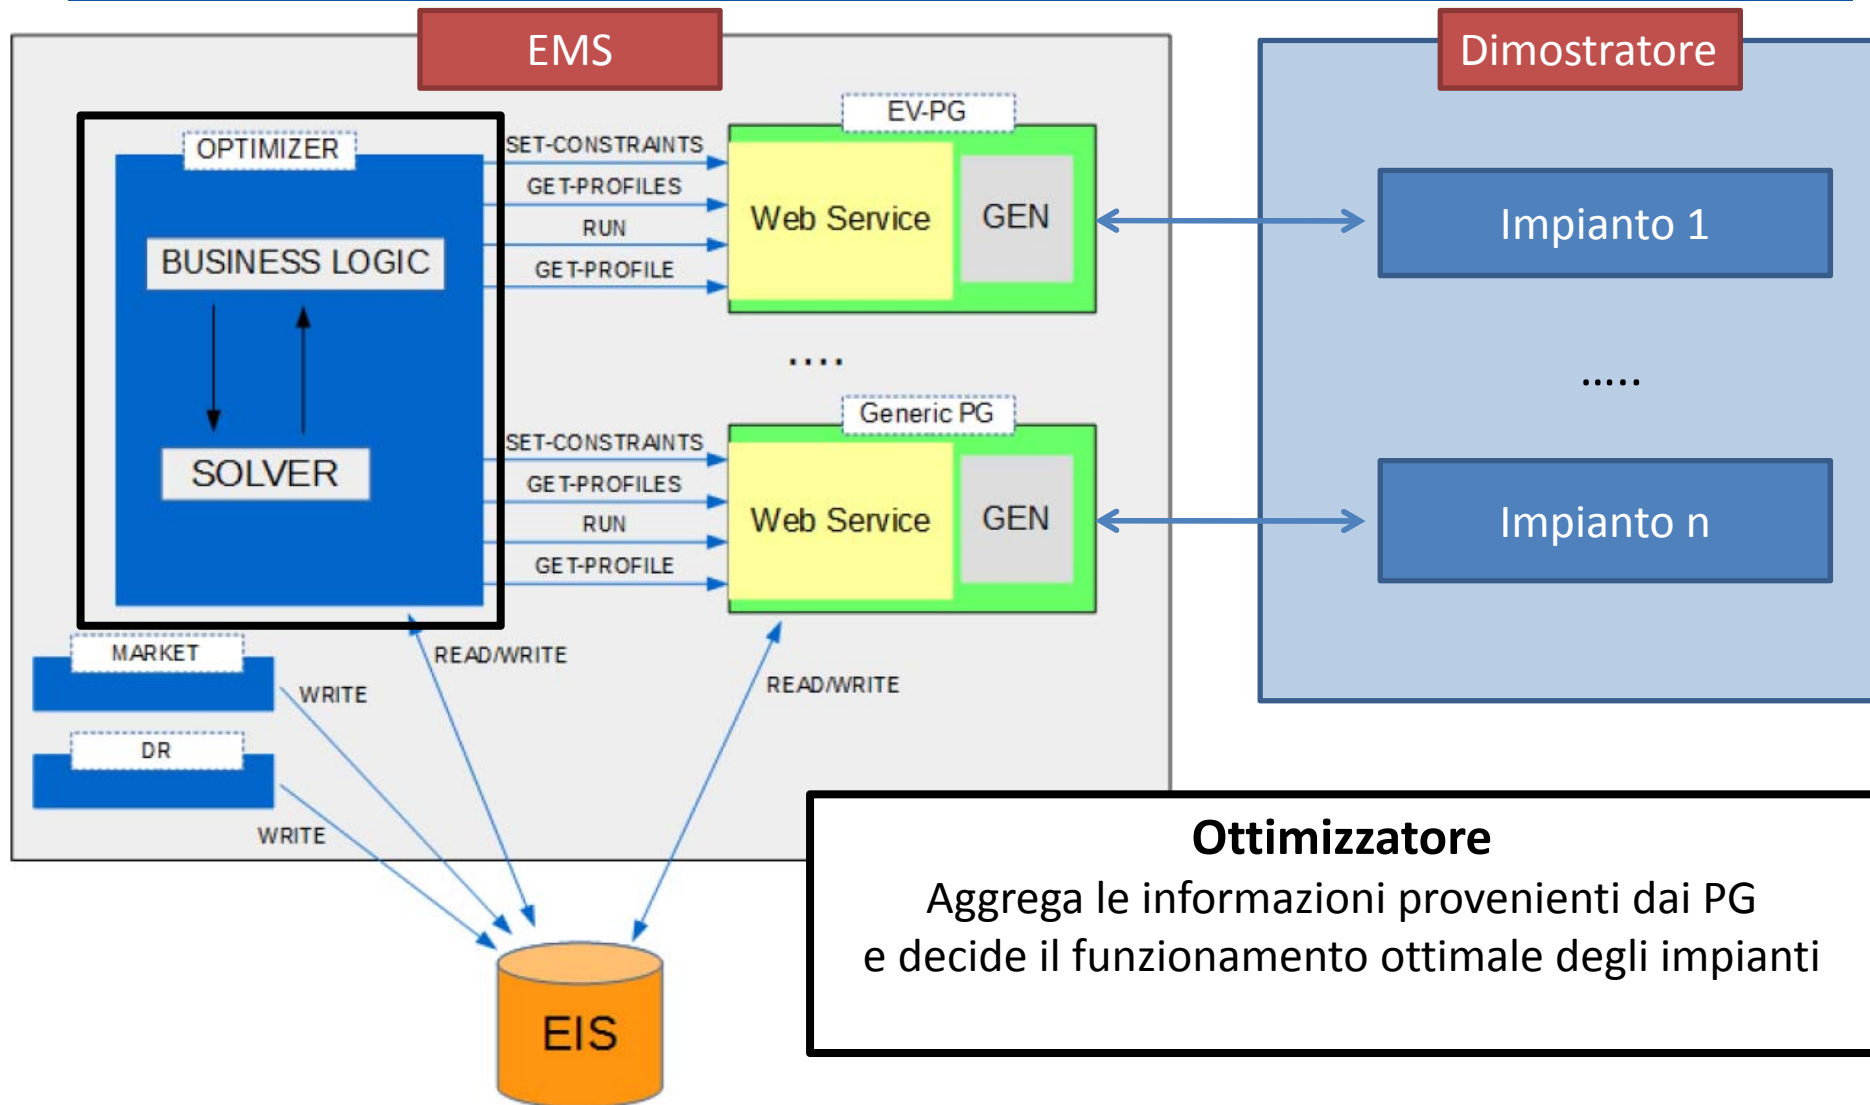 EMS
Dimostratore
OPTIMIZER
BUSINESS LOGIC
SOLVER
SET-CONSTRAINTS
GET-PROFILES
RUN
GET-PROFILE
EV-PG
Web Service
GEN
Impianto 1
....
.....
SET-CONSTRAINTS
GET-PROFILES
RUN
GET-PROFILE
Generic PG
Web Service
GEN
Impianto n
MARKET
WRITE
READ/WRITE
READ/WRITE
DR
WRITE
EIS
Ottimizzatore
Aggrega le informazioni provenienti dai PG
e decide il funzionamento ottimale degli impianti